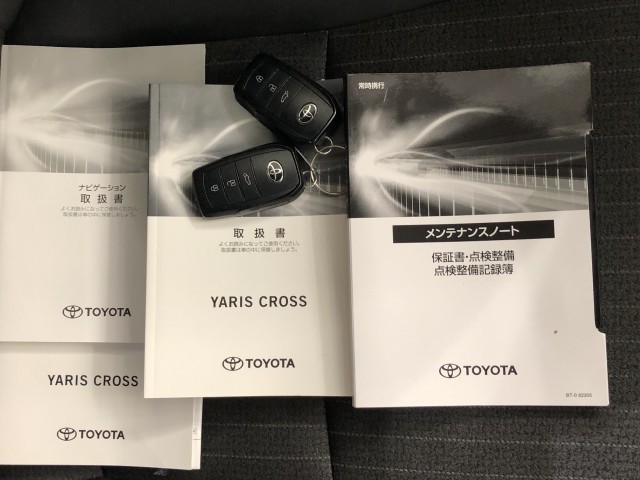 ナビゲーション
取扱書
よくお読みになってご使用ください。
取扱書は車の中に保管しましょう。
TOYOTA
YARIS CROSS
TOYOTA
取扱書
よくお読みになってご使用ください。
取扱書は車の中に保管しましょう。
YARIS CROSS
TOYOTA
常時携行
メンテナンスノート
保証書・点検整備
点検整備記録簿
TOYOTA